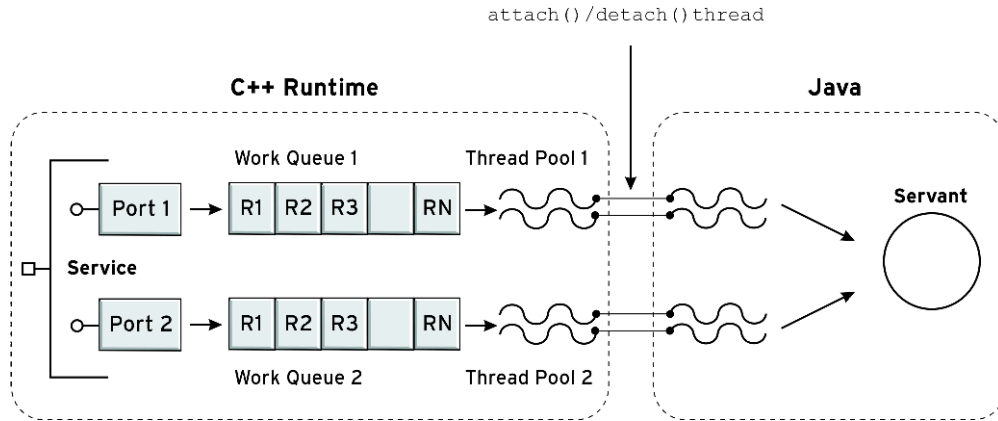 attach()/detach()thread
C++ Runtime
Java
Work Queue 1
Thread Pool 1
Port 1
R1 R2 R3 RN
Servant
Service
Port 2
R1 R2 R3 RN
Work Queue 2
Thread Pool 2